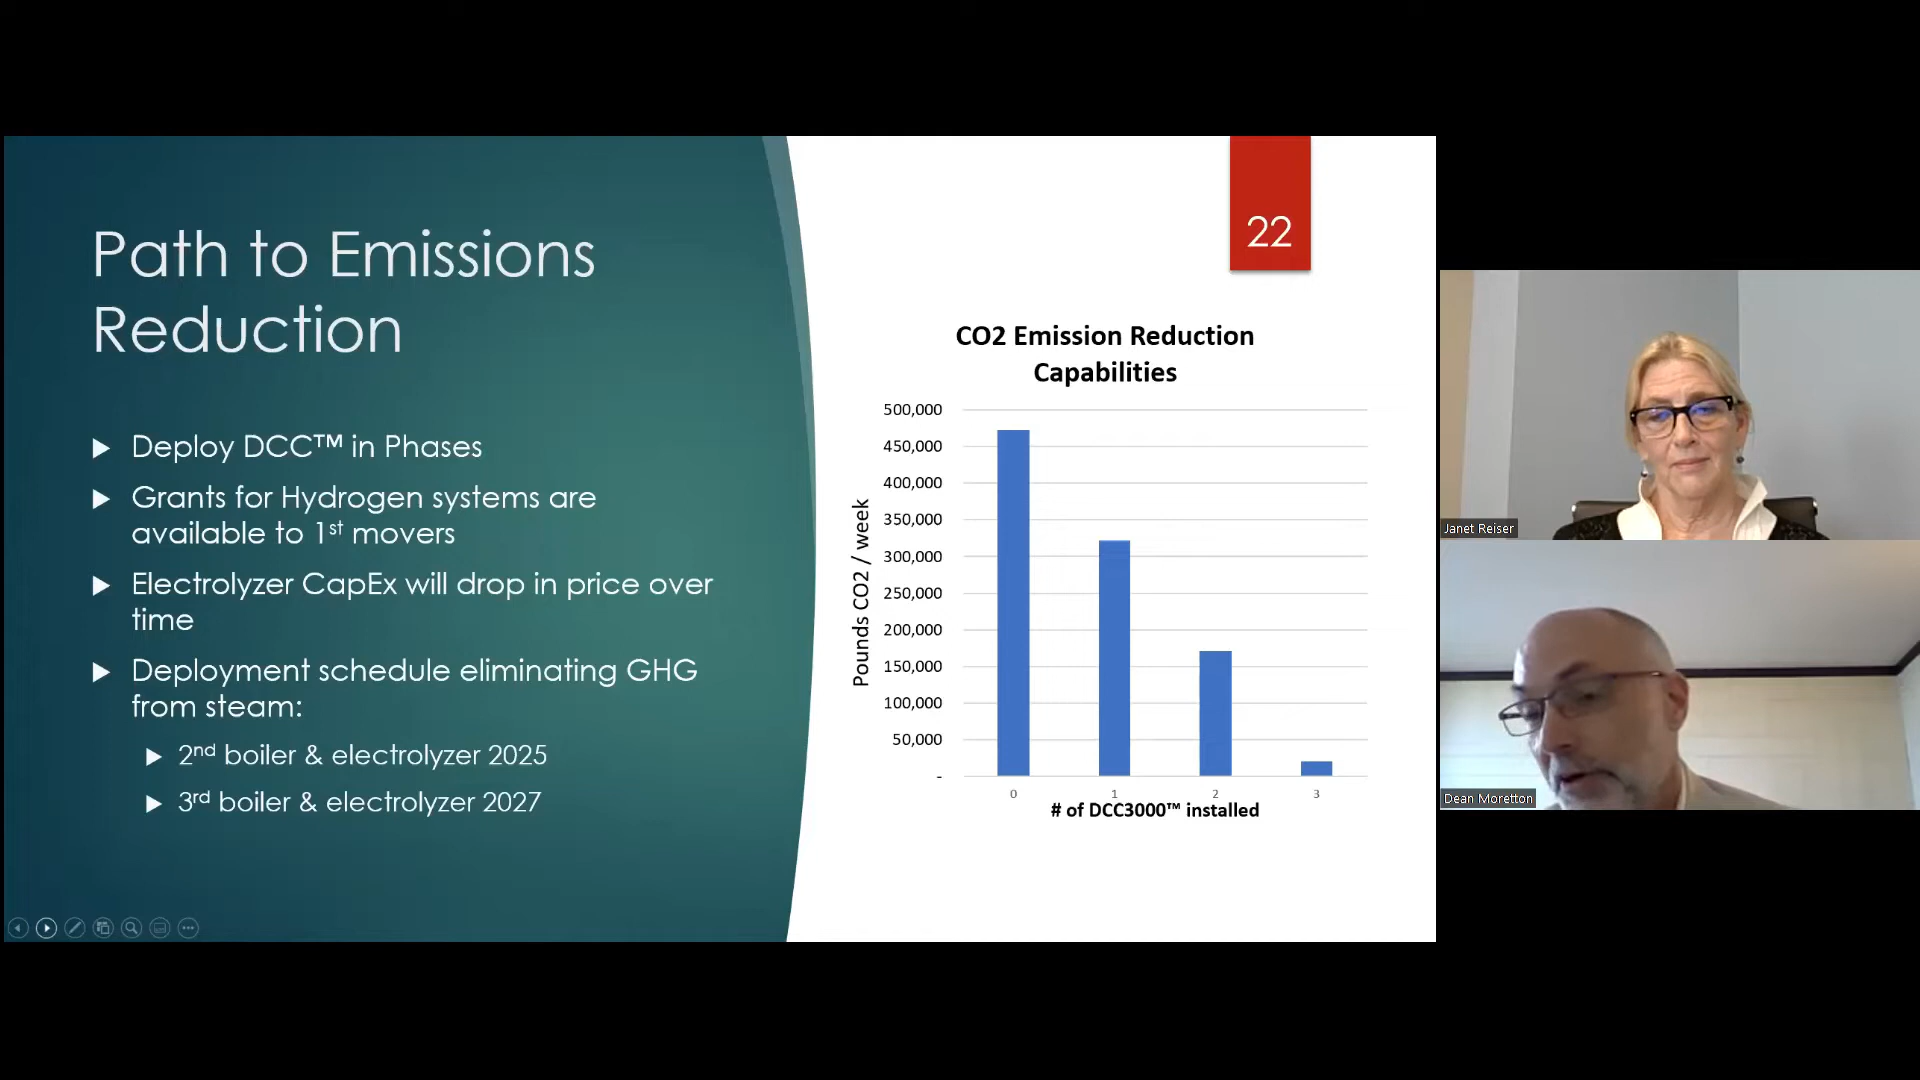 Path to Emissions
Reduction
Deploy DCC™ in Phases
Grants for Hydrogen systems are
available to 1st movers
Electrolyzer CapEx will drop in price over
time
Deployment schedule eliminating GHG
from steam:
2nd boiler & electrolyzer 2025
3rd boiler & electrolyzer 2027
22
CO2 Emission Reduction
Capabilities
Pounds CO2 / week
500,000
450,000
400,000
350,000
300,000
250,000
200,000
150,000
100,000
50,000
-
0 1 2 3
# of DCC3000™ installed
Janet Reiser
Dean Moretton